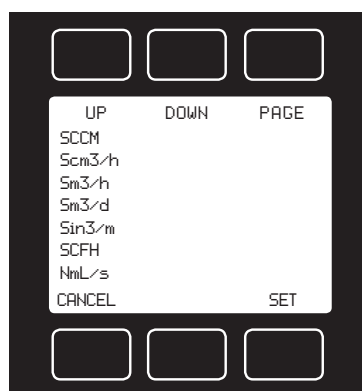 UP DOWN PAGE
SCCM
Scm3/h
Sm3/h
Sm3/d
Sin3/m
SCFH
NmL/s
CANCEL SET